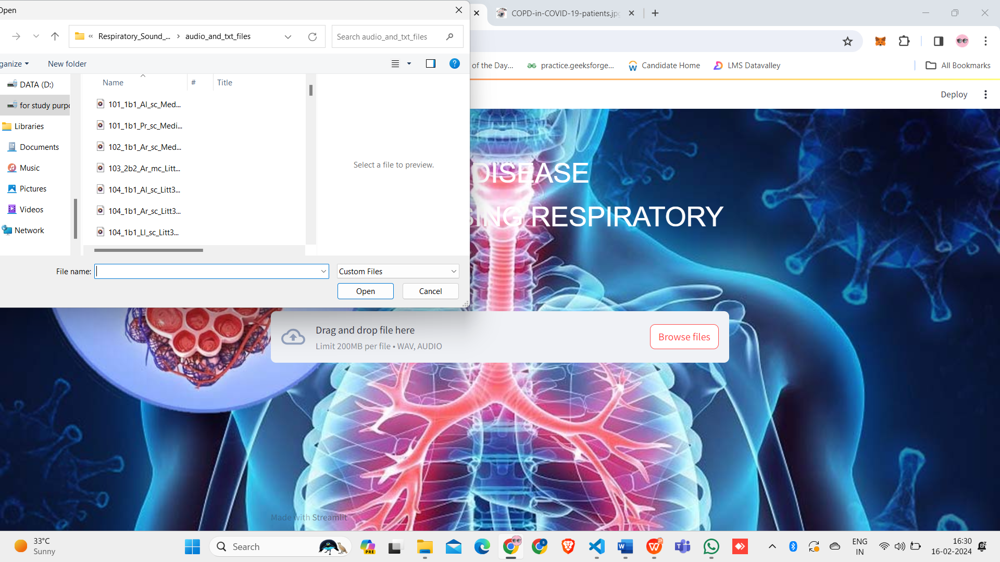 Open
COPD-in-COVID-19-patients.jpg
« Respiratory_Sound_... > audio_and_txt_files
Search audio_and_txt_files
ganize
New folder
of the Day...
practice.geeksforge...
Candidate Home
LMS Datavalley
All Bookmarks
Name
#
Title
Deploy
DATA (D:)
for study purpo
Libraries
Documents
Music
Pictures
Videos
Network
101_1b1_Al_sc_Med...
101_1b1_Pr_sc_Medi...
102_1b1_Ar_sc_Med...
103_2b2_Ar_mc_Litt...
104_1b1_Al_sc_Litt3...
104_1b1_Ar_sc_Litt3...
104_1b1_Ll_sc_Litt3...
Select a file to preview.
DISEASE
SING RESPIRATORY
File name:
Custom Files
Open
Cancel
Drag and drop file here
Limit 200MB per file • WAV, AUDIO
Browse files
Made with Streamlit
33°C
Sunny
Search
PRE
ENG
IN
16:30
16-02-2024